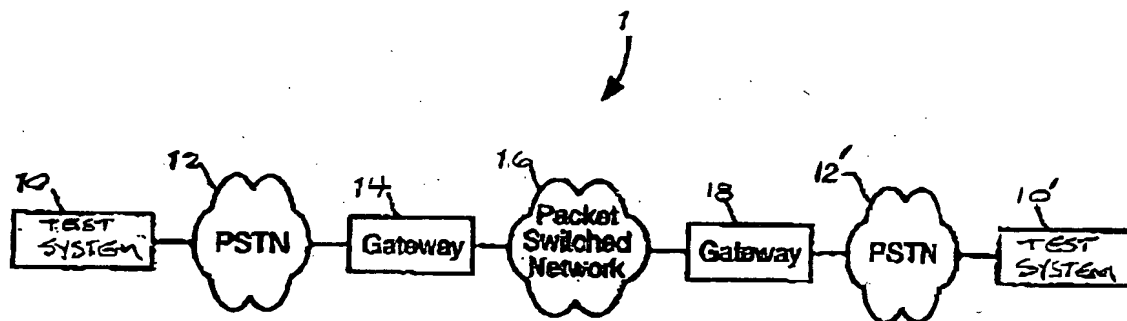 1
10
12
14
16
18
12'
10'
TEST
SYSTEM
PSTN
Gateway
Packet
Switched
Network
Gateway
PSTN
TEST
SYSTEM